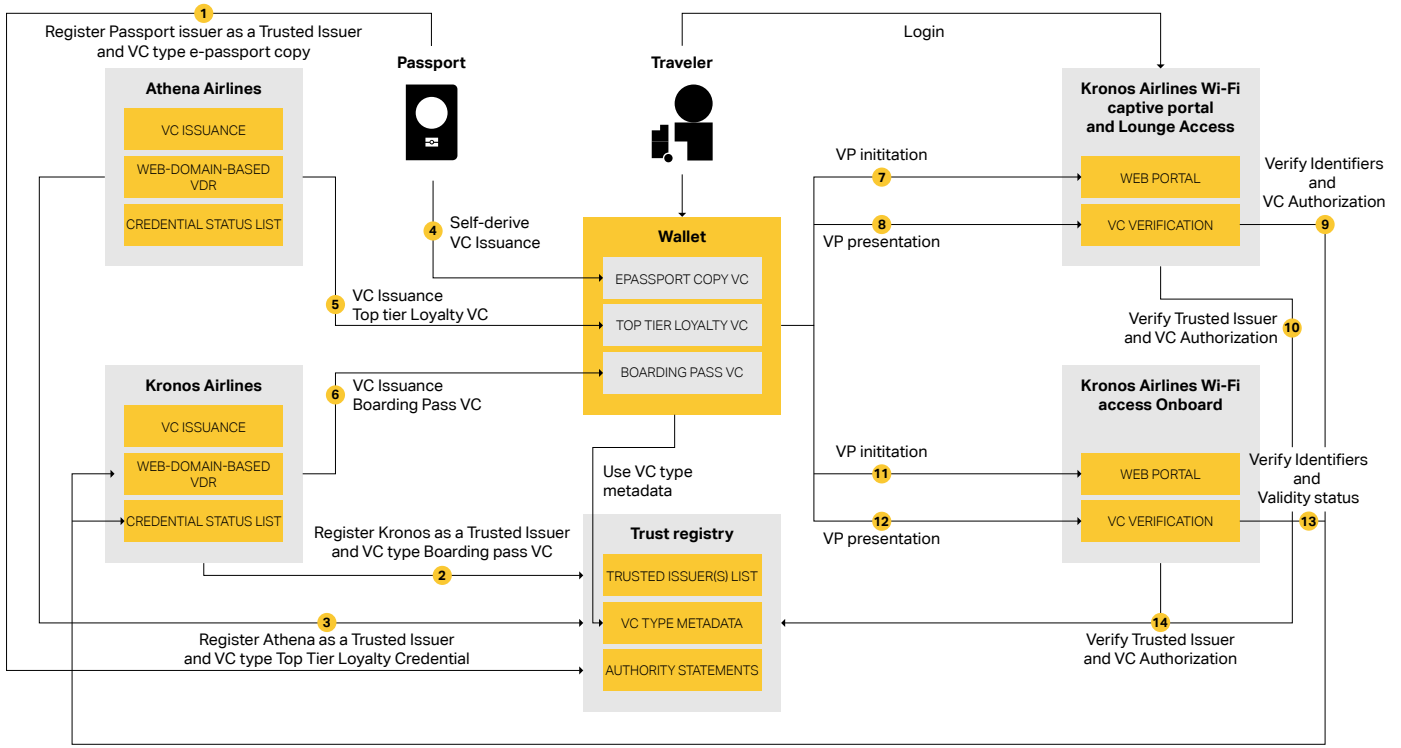 1
Register Passport issuer as a Trusted Issuer
and VC type e-passport copy
Passport
Traveler
Login
Athena Airlines
VC ISSUANCE
WEB-DOMAIN-BASED
VDR
CREDENTIAL STATUS LIST
Kronos Airlines Wi-Fi
captive portal
and Lounge Access
WEB PORTAL
VC VERIFICATION
VP inititation
7
8
VP presentation
Verify Identifiers
and
VC Authorization
9
4
Self-derive
VC Issuance
Wallet
EPASSPORT COPY VC
TOP TIER LOYALTY VC
BOARDING PASS VC
5
VC Issuance
Top tier Loyalty VC
Verify Trusted Issuer
and VC Authorization
10
Kronos Airlines
VC ISSUANCE
WEB-DOMAIN-BASED
VDR
CREDENTIAL STATUS LIST
6
VC Issuance
Boarding Pass VC
Kronos Airlines Wi-Fi
access Onboard
WEB PORTAL
VC VERIFICATION
VP inititation
11
12
VP presentation
Verify Identifiers
and
Validity status
13
Use VC type
metadata
Register Kronos as a Trusted Issuer
and VC type Boarding pass VC
2
Trust registry
TRUSTED ISSUER(S) LIST
VC TYPE METADATA
AUTHORITY STATEMENTS
3
Register Athena as a Trusted Issuer
and VC type Top Tier Loyalty Credential
14
Verify Trusted Issuer
and VC Authorization